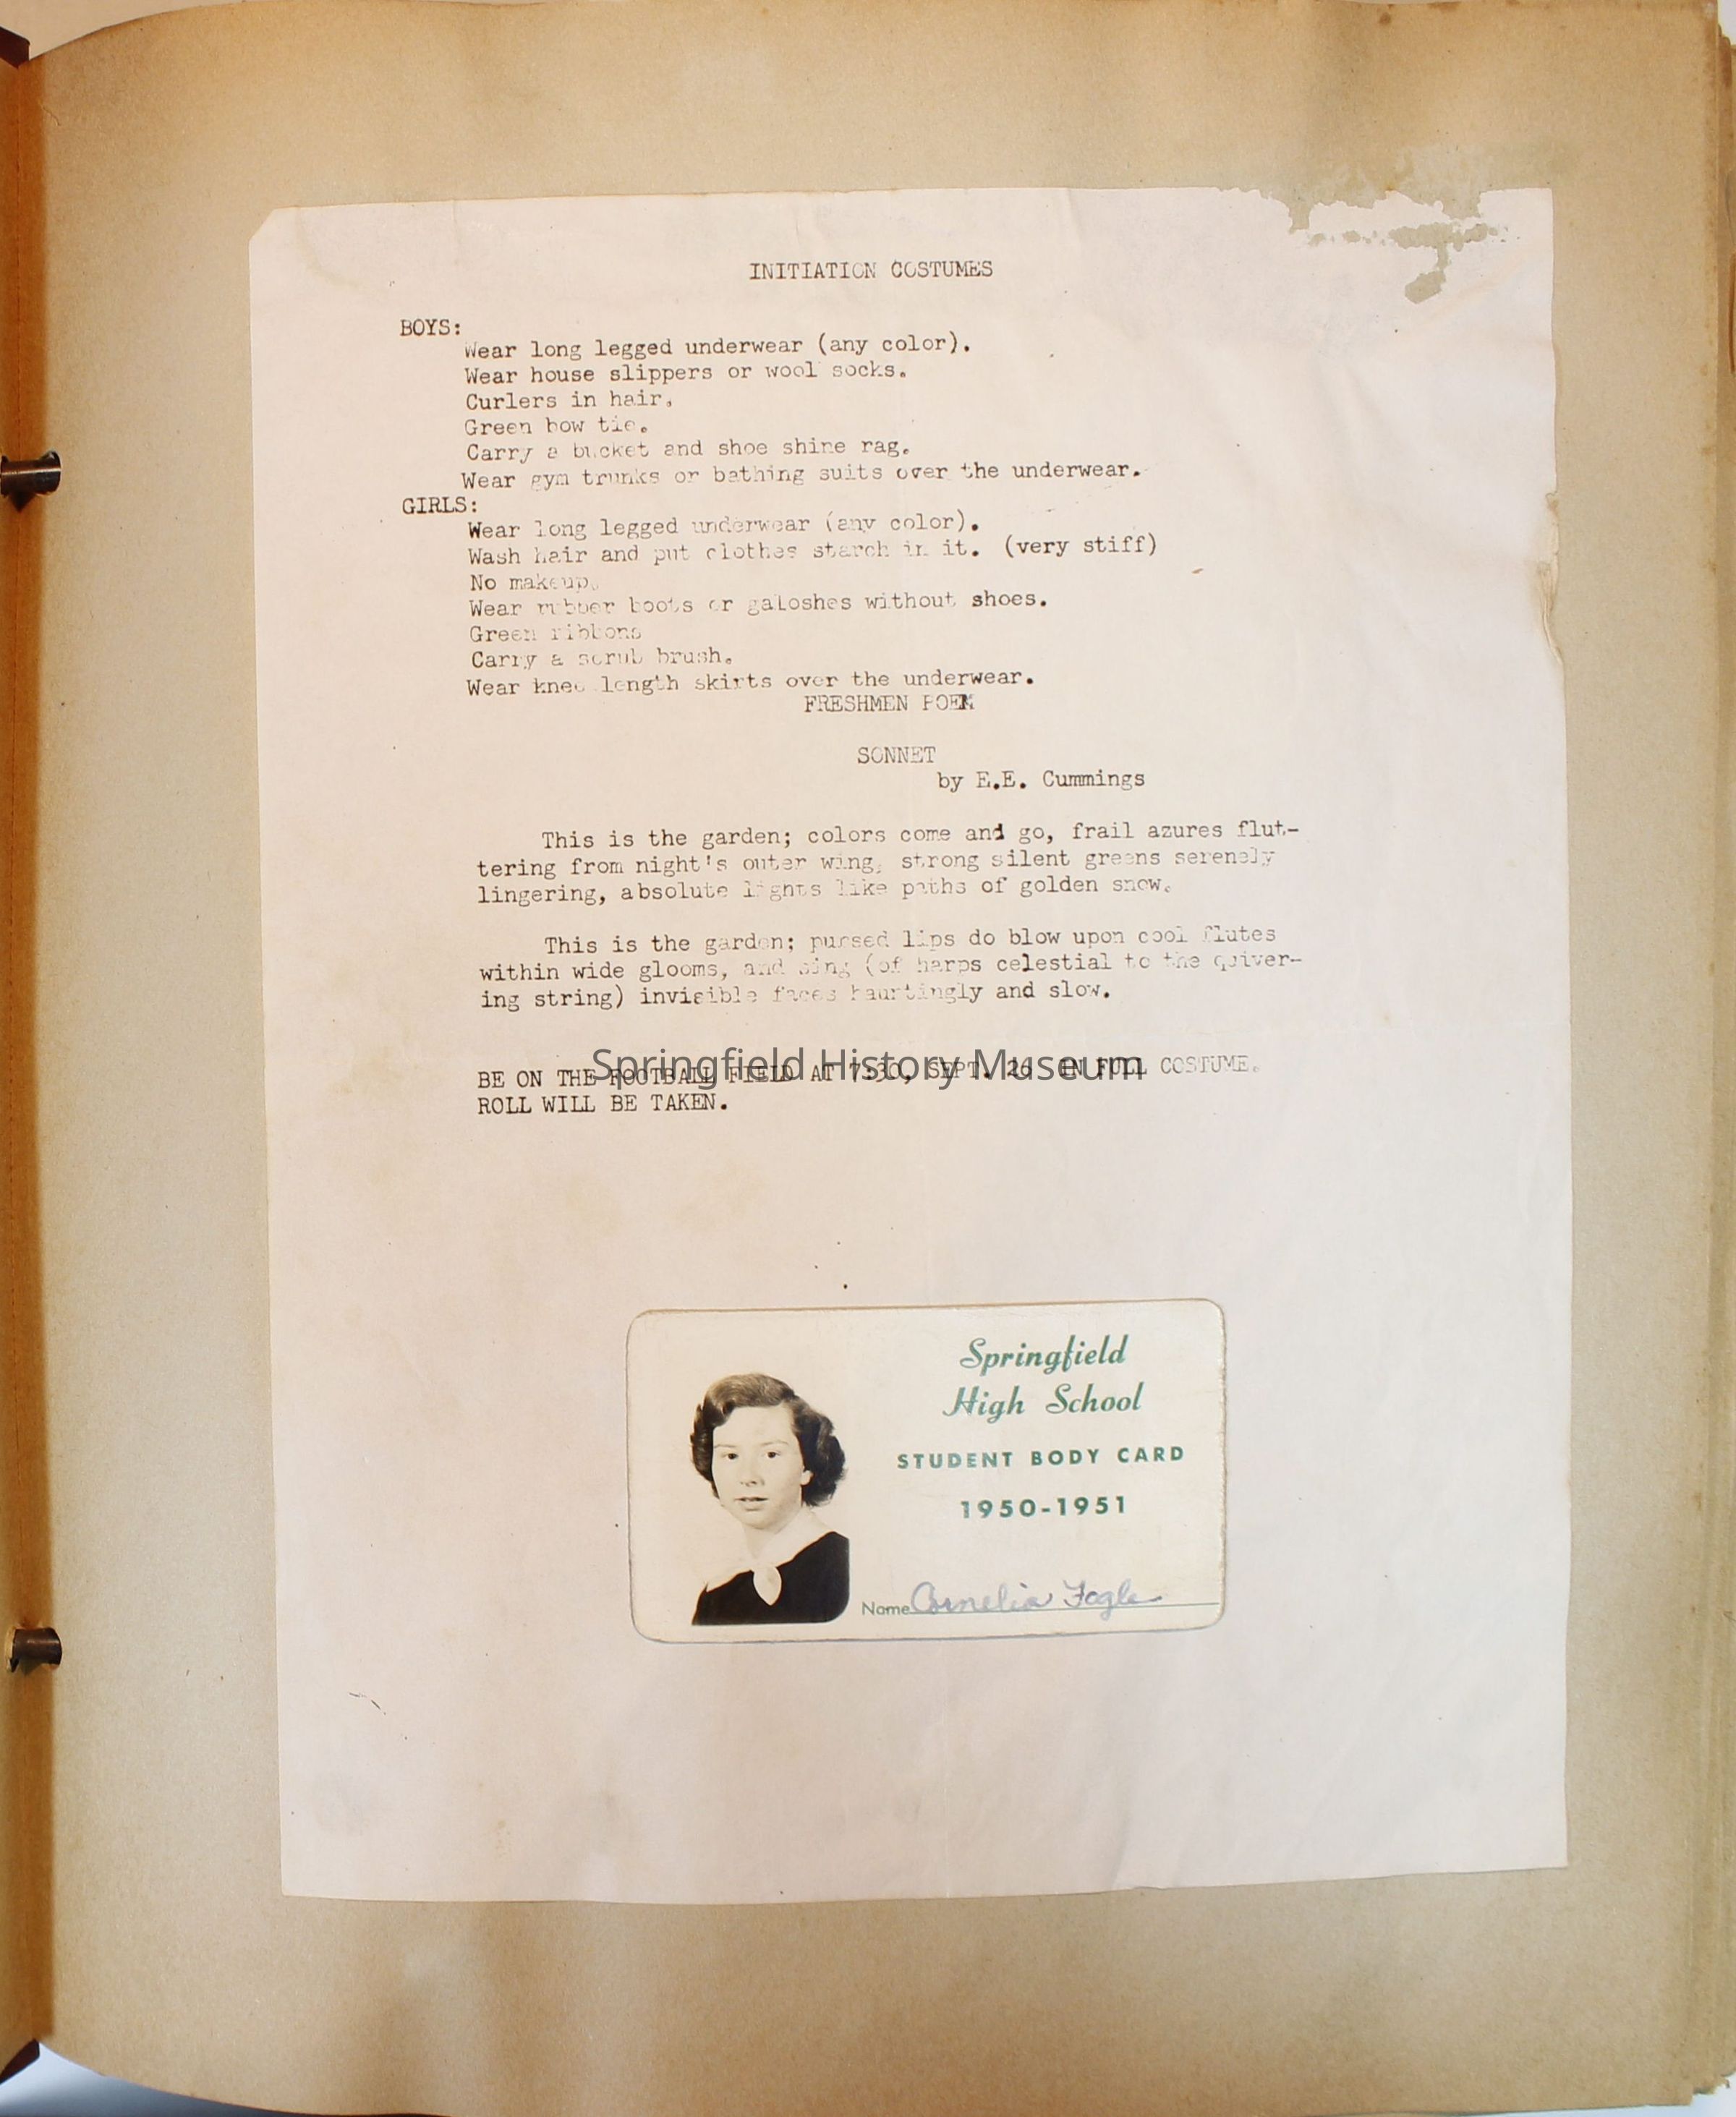 INITIATION COSTUMES
BOYS:
Wear long legged underwear (any color).
Wear house slippers or wool socks.
Curlers in hair.
Green bow tie.
Carry a bucket and shoe shine rag.
Wear gym trunks or bathing suits over the underwear.
GIRLS:
Wear long legged underwear (any color).
Wash hair and put clothes starch in it. (very stiff)
No makeup.
Wear rubber boots or galoshes without shoes.
Green ribbons
Carry a scrub brush.
Wear knee length skirts over the underwear.
FRESHMEN POEM
SONNET
by E.E. Cummings
This is the garden; colors come and go, frail azures flut-
tering from night's outer wing, strong silent greens serenely
lingering, absolute lights like paths of golden snow.
This is the garden; pursed lips do blow upon cool flutes
within wide glooms, and sing (of harps celestial to the quiver-
ing string) invisible faces hauntingly and slow.
BE ON THE FOOTBALL FIELD AT 7:30, SEPT. 26 IN FULL COSTUME.
Springfield History Museum
ROLL WILL BE TAKEN.
Springfield
High School
STUDENT BODY CARD
1950-1951
Name Cornelia Fogle